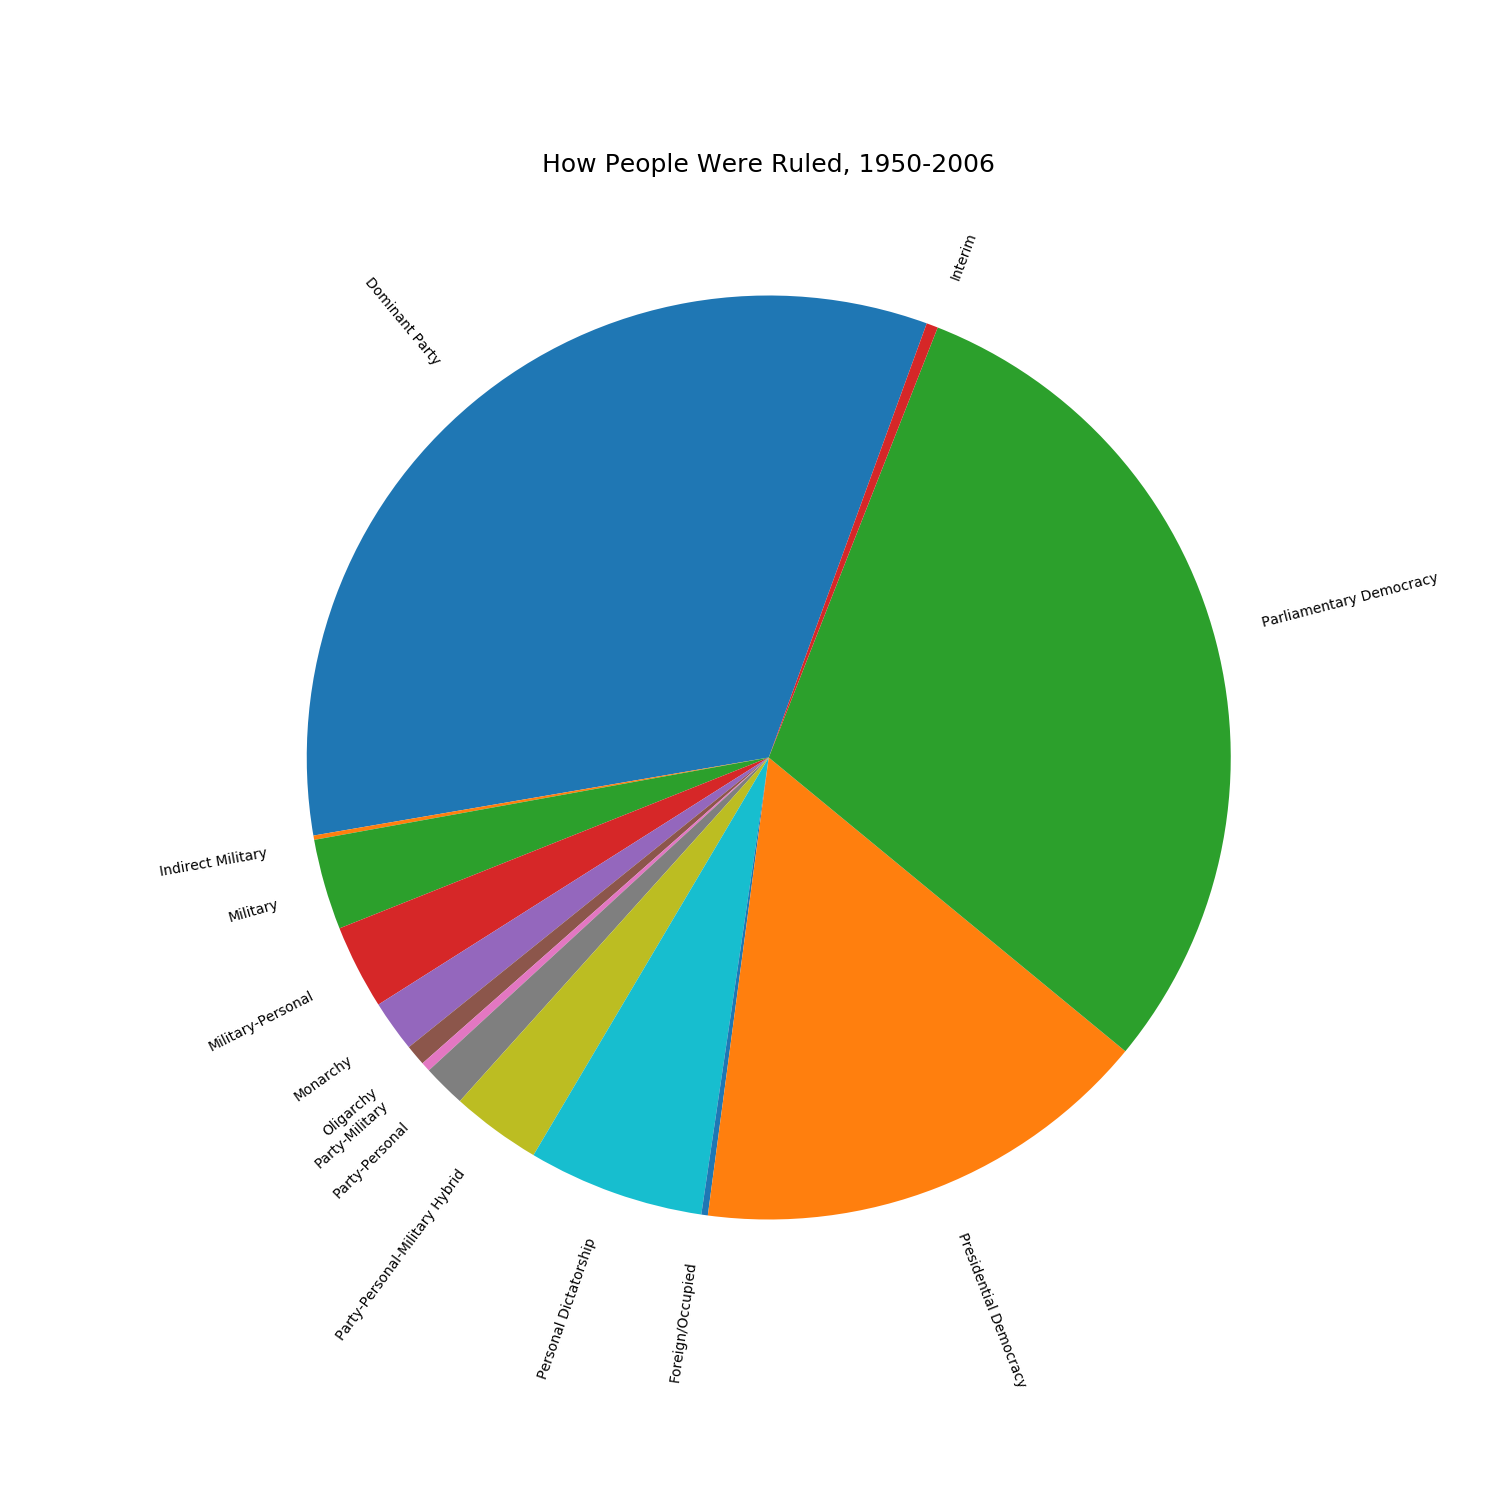 How People Were Ruled, 1950-2006
Interim
Dominant Party
Parliamentary Democracy
Indirect Military
Military
Military-Personal
Monarchy
Oligarchy
Party-Military
Party-Personal
Party-Personal-Military Hybrid
Personal Dictatorship
Foreign/Occupied
Presidential Democracy